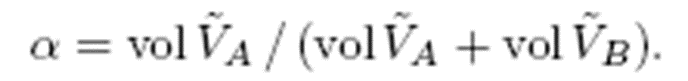 α = vol Ṽ_A / (vol Ṽ_A + vol Ṽ_B).